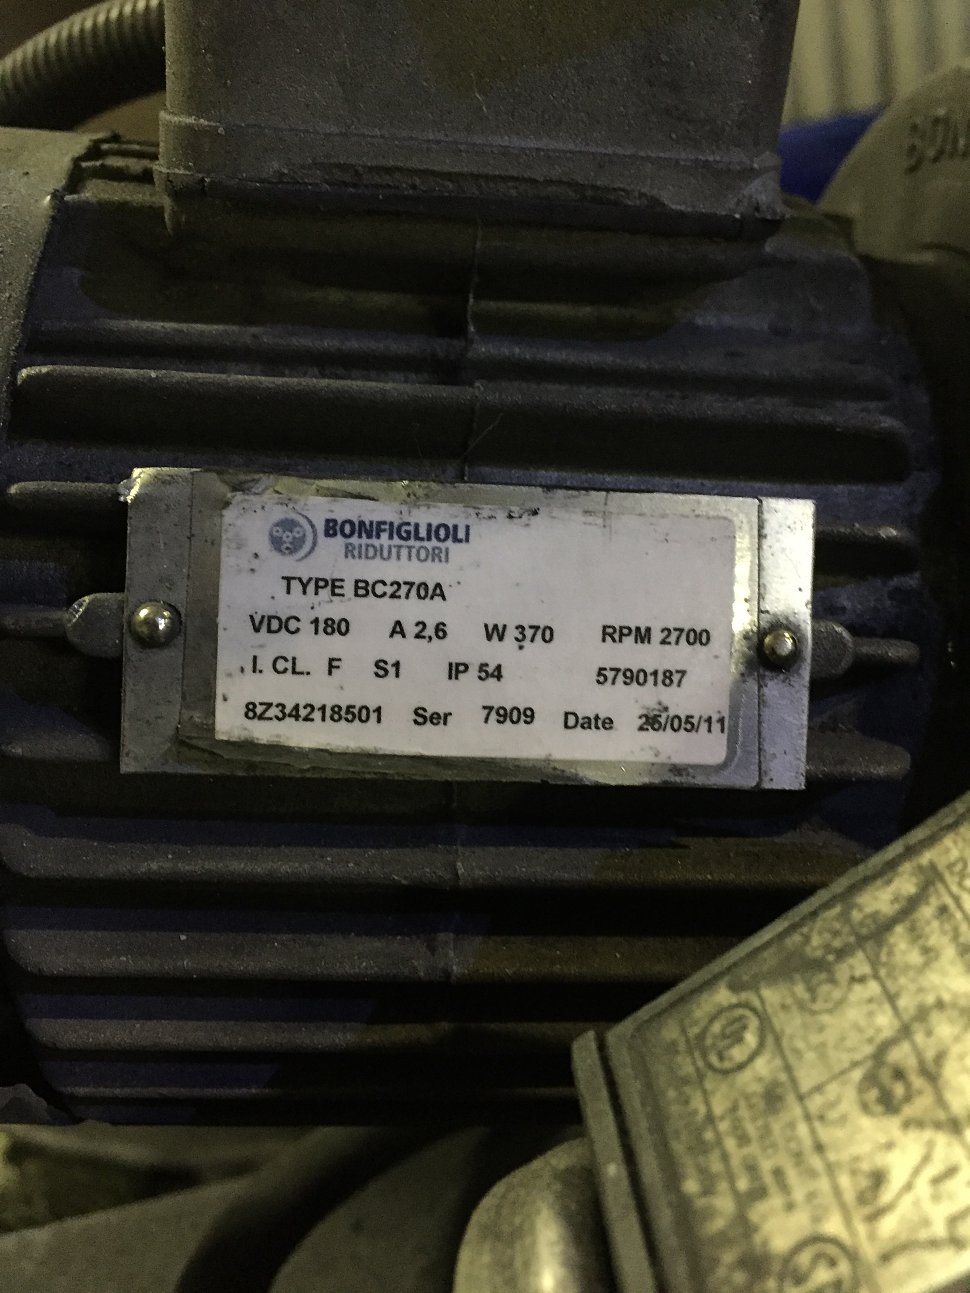 BONFIGLIOLI
RIDUTTORI
TYPE BC270A
VDC 180 A 2,6 W 370 RPM 2700
I. CL. F S1 IP 54 5790187
8Z34218501 Ser 7909 Date 25/05/11